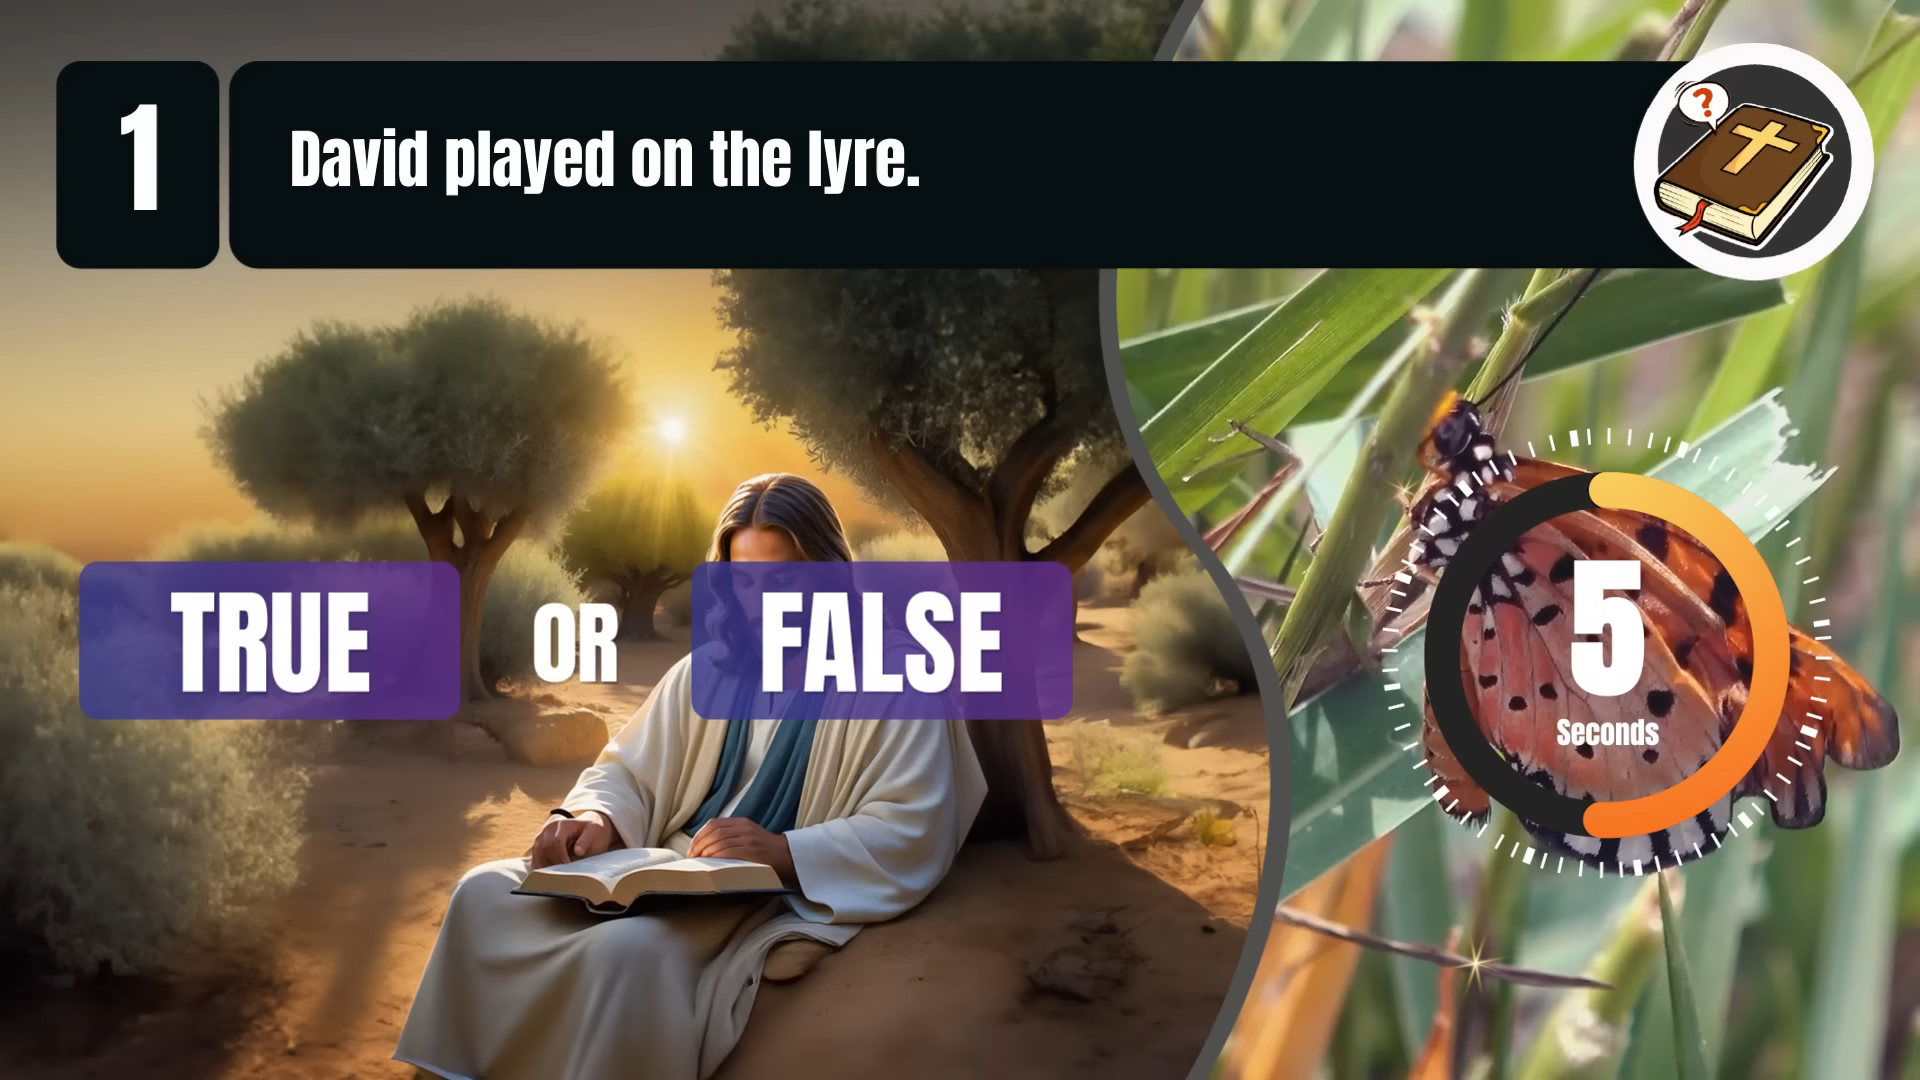 1
David played on the lyre.
?
TRUE OR FALSE
5
Seconds